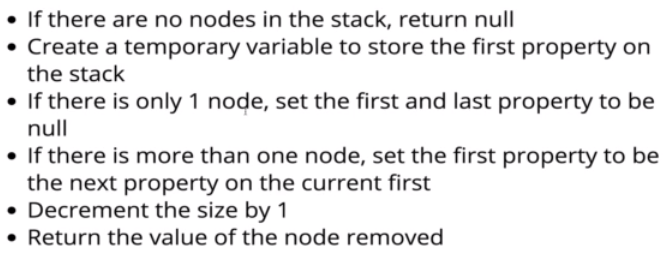 • If there are no nodes in the stack, return null
• Create a temporary variable to store the first property on
the stack
• If there is only 1 node, set the first and last property to be
null
• If there is more than one node, set the first property to be
the next property on the current first
• Decrement the size by 1
• Return the value of the node removed